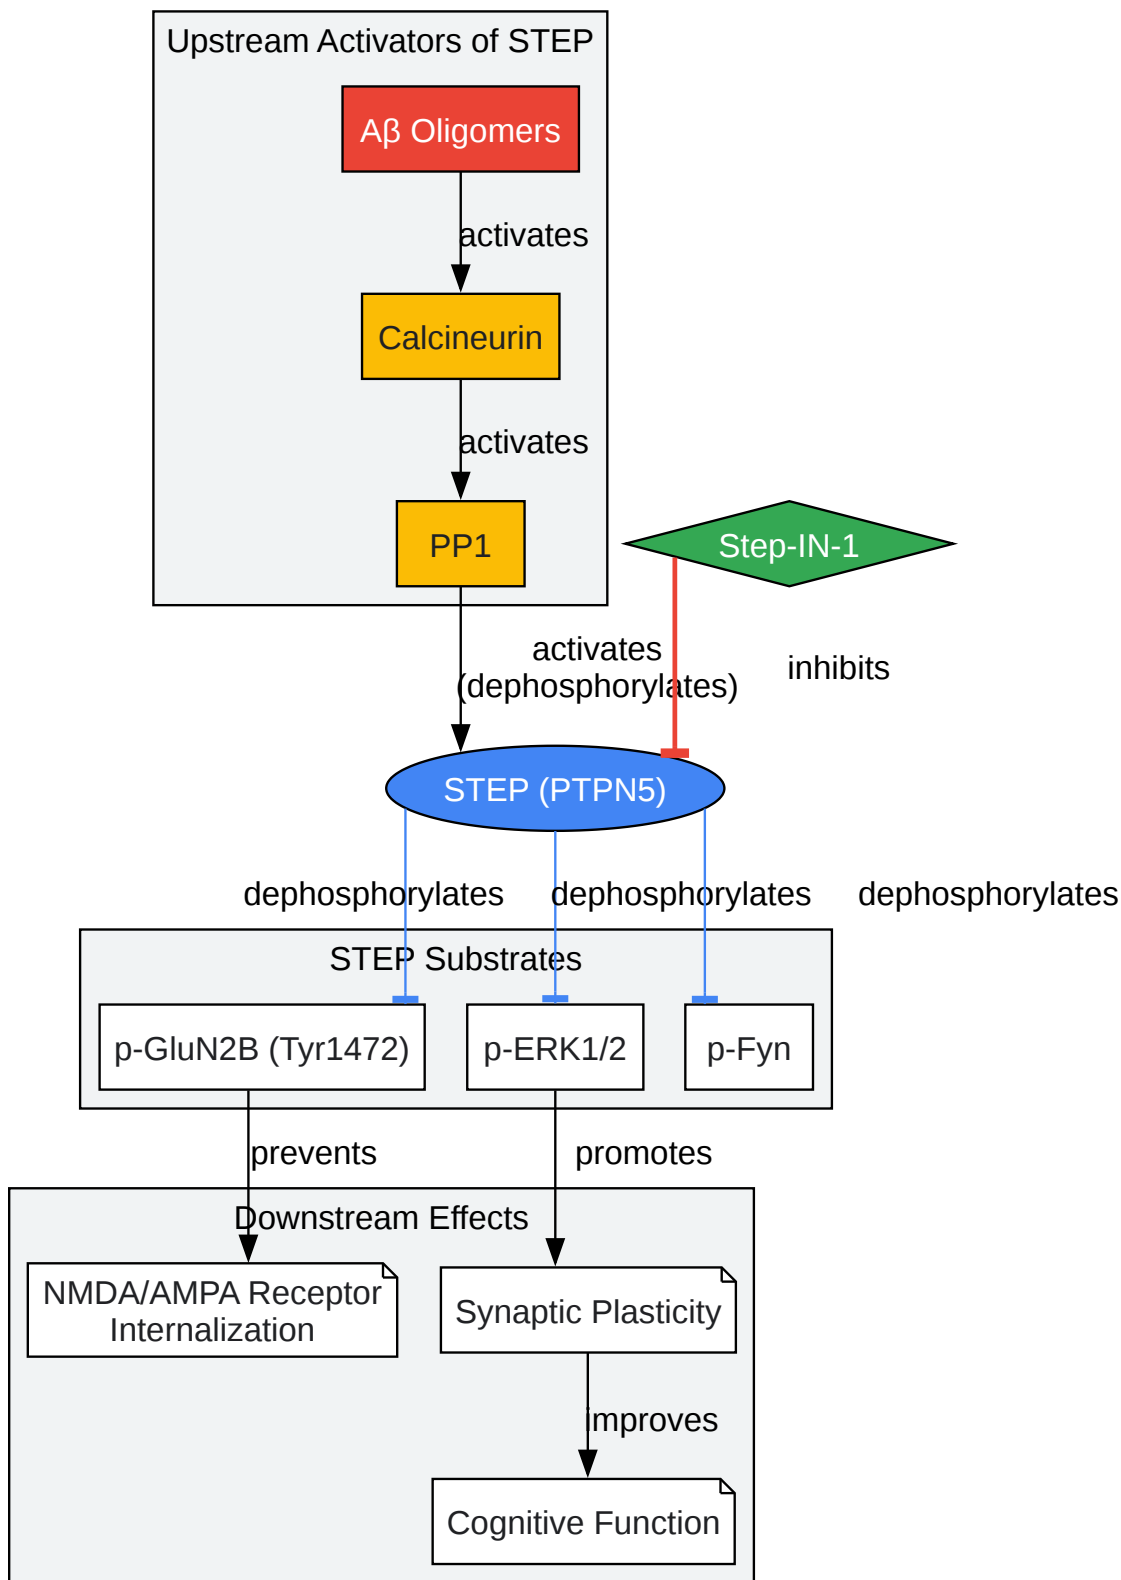 Upstream Activators of STEP
Aβ Oligomers
activates
Calcineurin
activates
PP1
Step-IN-1
activates
(dephosphorylates)
inhibits
STEP (PTPN5)
dephosphorylates
dephosphorylates
dephosphorylates
STEP Substrates
p-GluN2B (Tyr1472)
p-ERK1/2
p-Fyn
prevents
promotes
Downstream Effects
NMDA/AMPA Receptor
Internalization
Synaptic Plasticity
improves
Cognitive Function